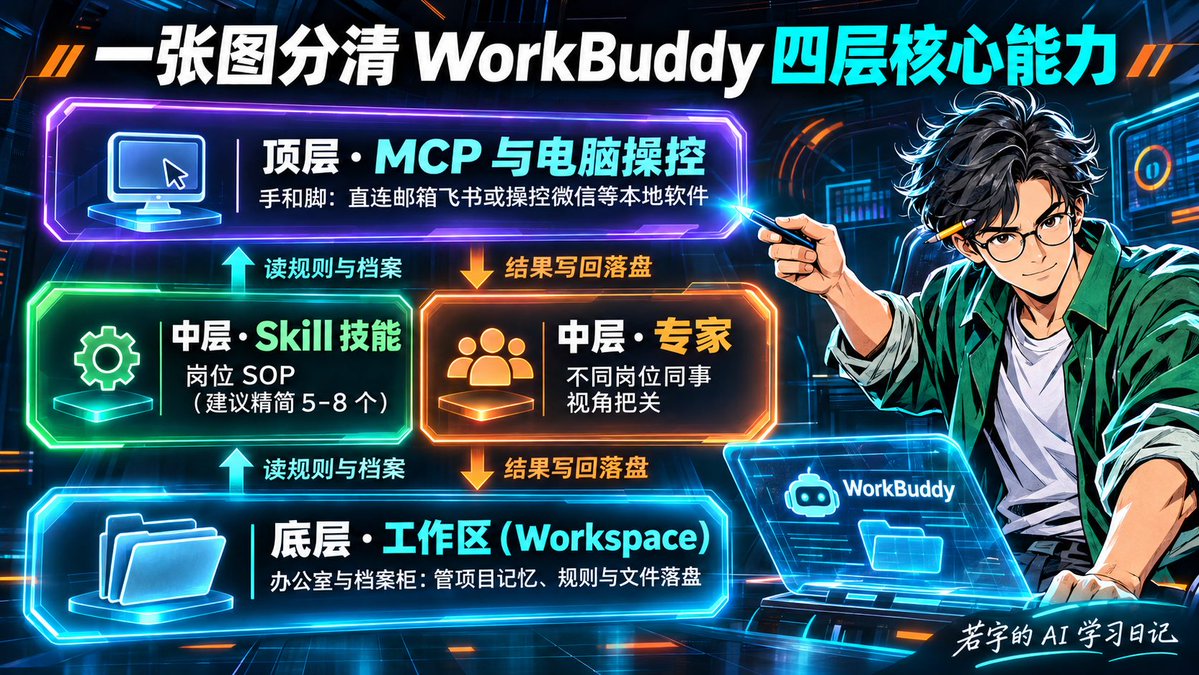 一张图分清 WorkBuddy 四层核心能力
顶层·MCP 与电脑操控
手和脚：直连邮箱飞书或操控微信等本地软件
读规则与档案
结果写回落盘
中层·Skill 技能
岗位 SOP
（建议精简 5-8 个）
中层·专家
不同岗位同事
视角把关
读规则与档案
结果写回落盘
底层·工作区 (Workspace)
办公室与档案柜：管项目记忆、规则与文件落盘
WorkBuddy
若宇的 AI 学习日记